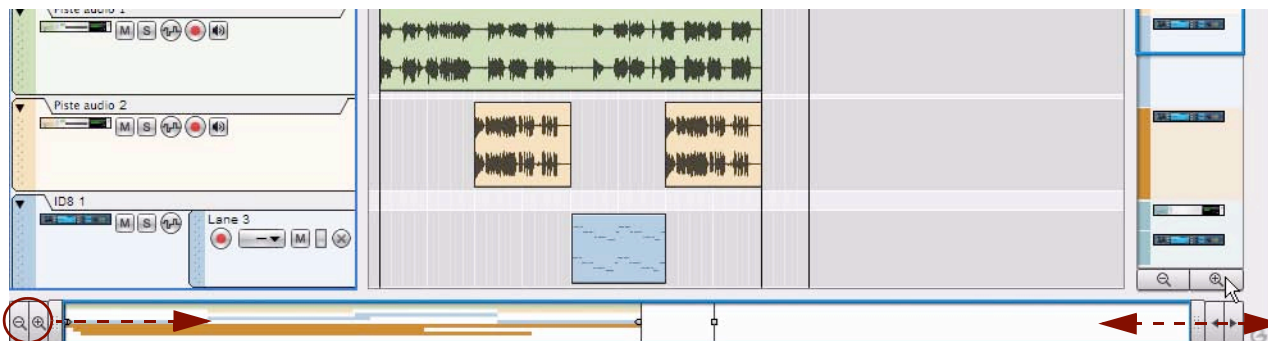 Piste audio 1
M S
Piste audio 2
M S
ID8 1
M S
Lane 3
M